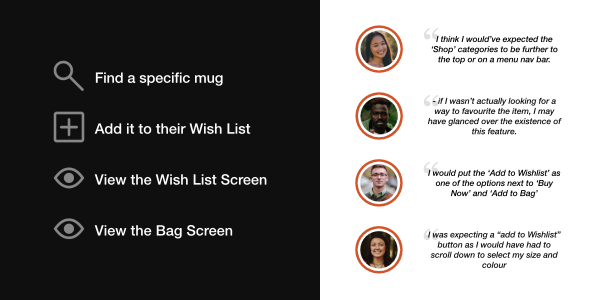 Find a specific mug
Add it to their Wish List
View the Wish List Screen
View the Bag Screen
“I think I would’ve expected the
‘Shop’ categories to be further to
the top or on a menu nav bar.
“- if I wasn’t actually looking for a
way to favourite the item, I may
have glanced over the existence of
this feature.
“I would put the ‘Add to Wishlist’ as
one of the options next to ‘Buy
Now’ and ‘Add to Bag’
“I was expecting a “add to Wishlist”
button as I would have had to
scroll down to select my size and
colour